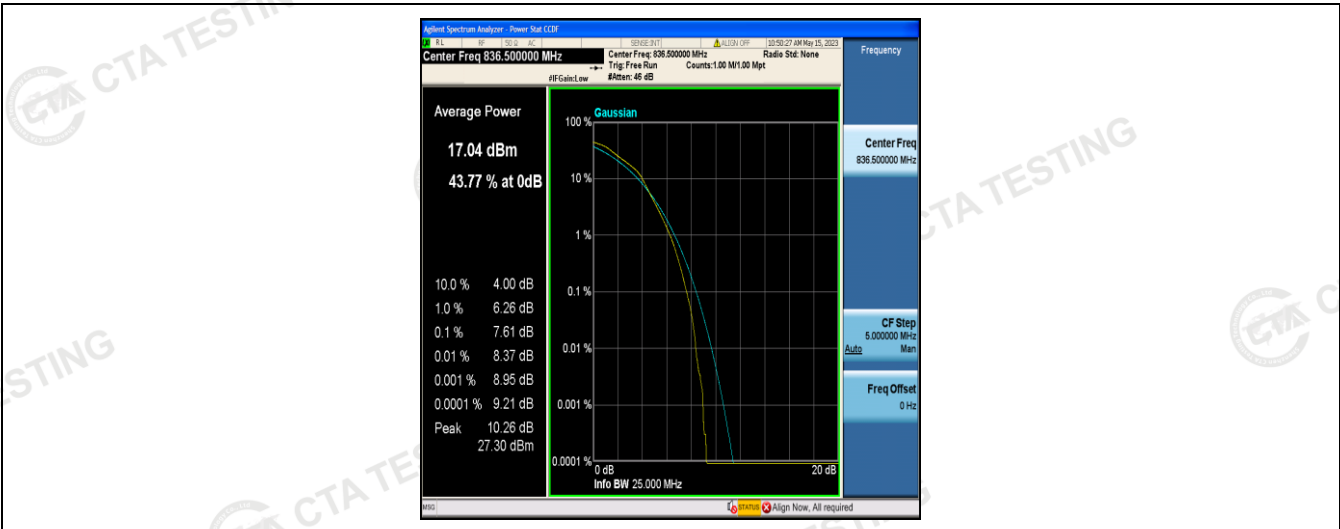 Agilent Spectrum Analyzer - Power Stat CCDF
RL RF 50 Ω AC SENSE:INT ALIGN OFF 10:50:27 AM May 15, 2023
Center Freq 836.500000 MHz
Center Freq: 836.500000 MHz Radio Std: None
Trig: Free Run Counts:1.00 M/1.00 Mpt
#IFGain:Low #Atten: 46 dB
Frequency
Average Power
17.04 dBm
43.77 % at 0dB
10.0 % 4.00 dB
1.0 % 6.26 dB
0.1 % 7.61 dB
0.01 % 8.37 dB
0.001 % 8.95 dB
0.0001 % 9.21 dB
Peak 10.26 dB
27.30 dBm
Gaussian
100 %
10 %
1 %
0.1 %
0.01 %
0.001 %
0.0001 %
0 dB 20 dB
Info BW 25.000 MHz
Center Freq
836.500000 MHz
CF Step
5.000000 MHz
Auto Man
Freq Offset
0 Hz
MSG STATUS Align Now, All required
CTA TESTING
CTA TESTING
STING
CTA TE
C